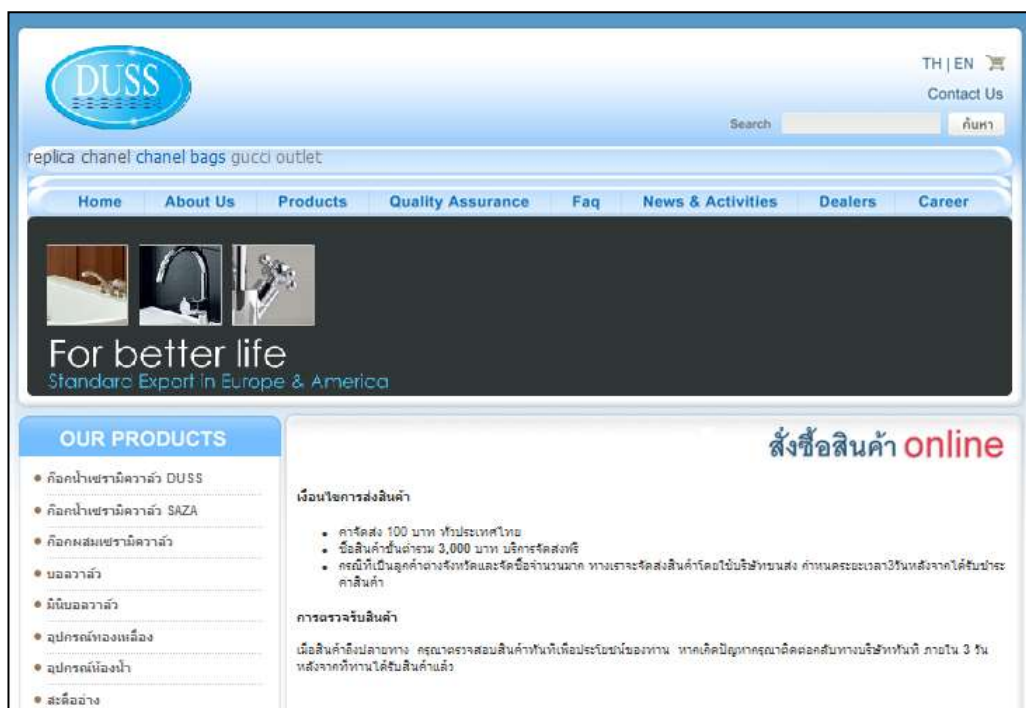 DUSS
TH | EN
Contact Us
Search ค้นหา
replica chanel chanel bags gucci outlet
Home About Us Products Quality Assurance Faq News & Activities Dealers Career
For better life
Standard Export in Europe & America
OUR PRODUCTS
ก๊อกน้ำเซรามิควาล์ว DUSS
ก๊อกน้ำเซรามิควาล์ว SAZA
ก๊อกผสมเซรามิควาล์ว
บอลวาล์ว
มินิบอลวาล์ว
อุปกรณ์ทองเหลือง
อุปกรณ์ห้องน้ำ
สะดืออ่าง
สั่งซื้อสินค้า online
เงื่อนไขการส่งสินค้า
ค่าจัดส่ง 100 บาท ทั่วประเทศไทย
ซื้อสินค้าขั้นต่ำรวม 3,000 บาท บริการจัดส่งฟรี
กรณีที่เป็นลูกค้าต่างจังหวัดและจัดซื้อจำนวนมาก ทางเราจะจัดส่งสินค้าโดยใช้บริษัทขนส่ง กำหนดระยะเวลา3วันหลังจากได้รับชำระ
ค่าสินค้า
การตรวจรับสินค้า
เมื่อสินค้าถึงปลายทาง กรุณาตรวจสอบสินค้าทันทีเพื่อประโยชน์ของท่าน หากเกิดปัญหากรุณาติดต่อกลับทางบริษัททันที ภายใน 3 วัน
หลังจากที่ท่านได้รับสินค้าแล้ว